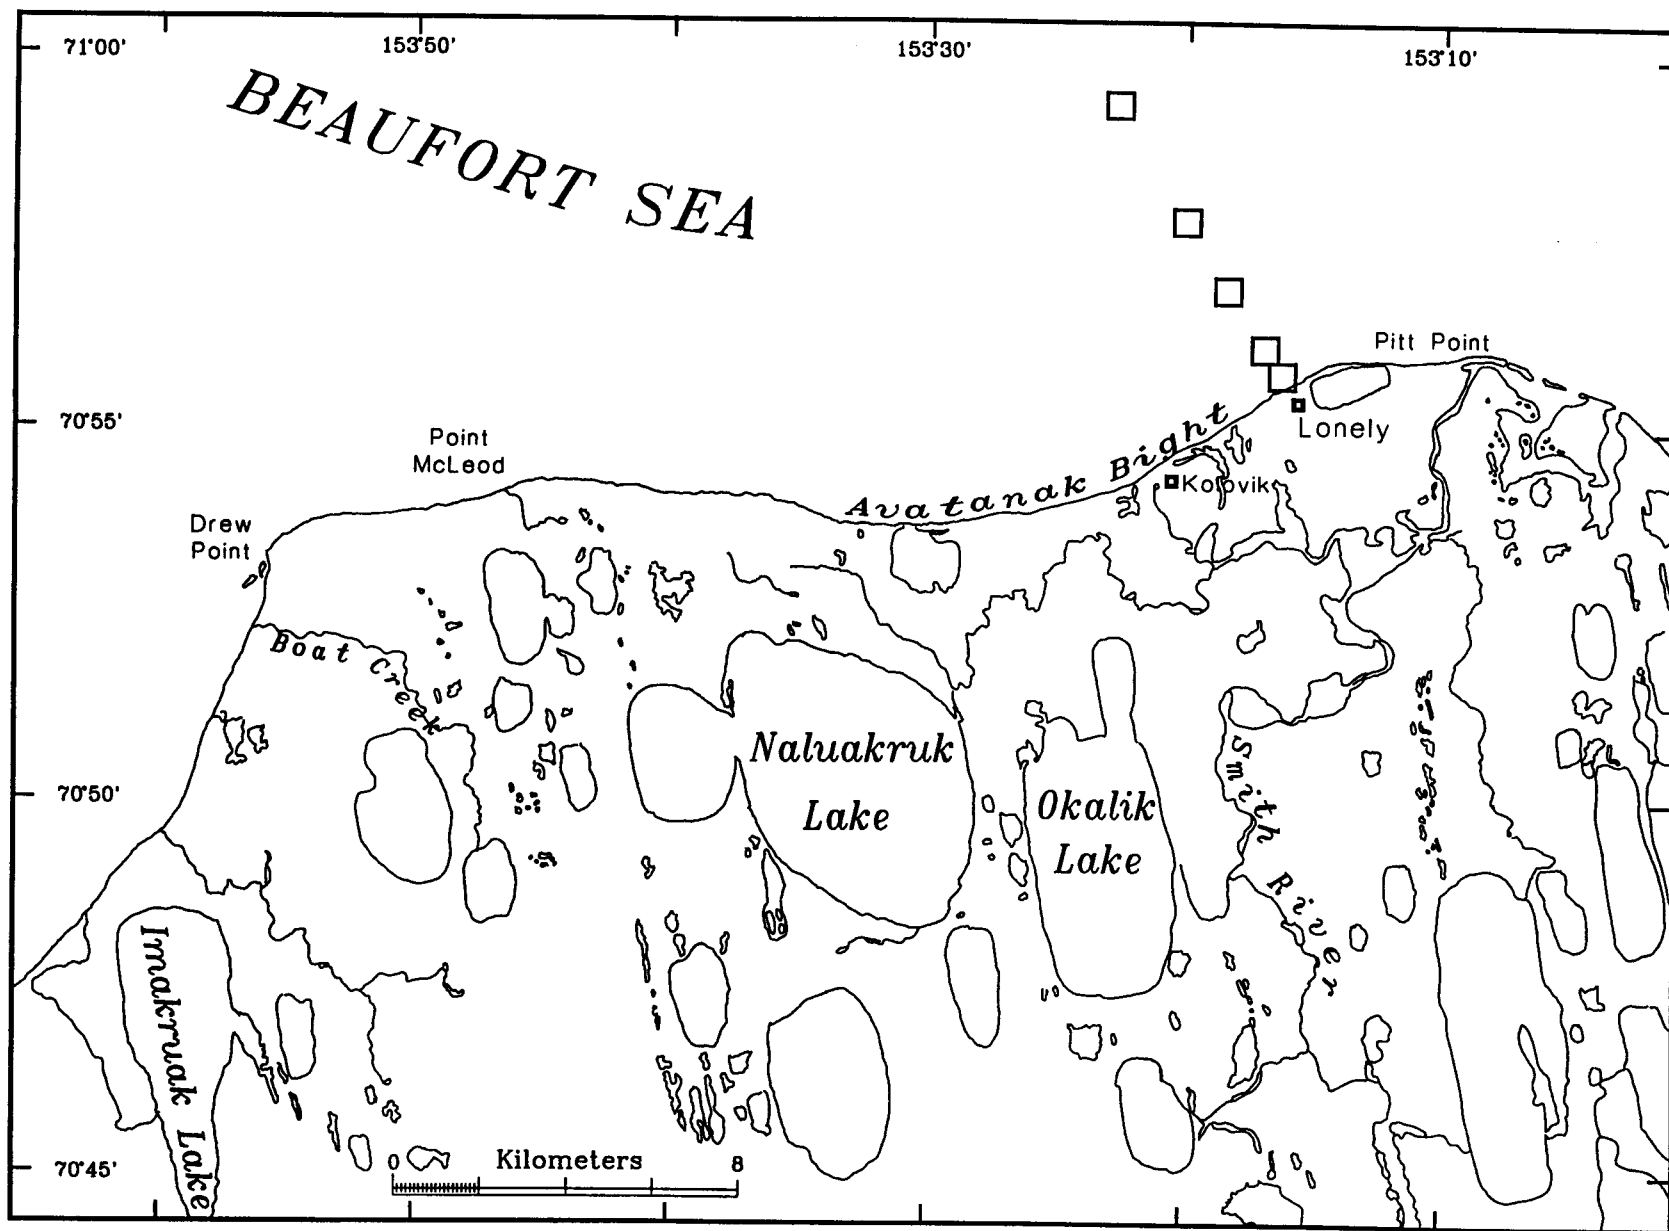 71°00'
153°50'
153°30'
153°10'
BEAUFORT SEA
Pitt Point
70°55'
Lonely
Point
McLeod
Avatanak Bight
Kolovik
Drew
Point
Boat Creek
Naluakruk
Lake
Okalik
Lake
Smith River
70°50'
Imakruak Lake
70°45'
0 Kilometers 8